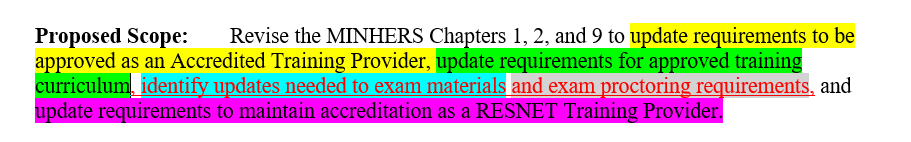 Proposed Scope: Revise the MINHERS Chapters 1, 2, and 9 to update requirements to be
approved as an Accredited Training Provider, update requirements for approved training
curriculum, identify updates needed to exam materials and exam proctoring requirements, and
update requirements to maintain accreditation as a RESNET Training Provider.